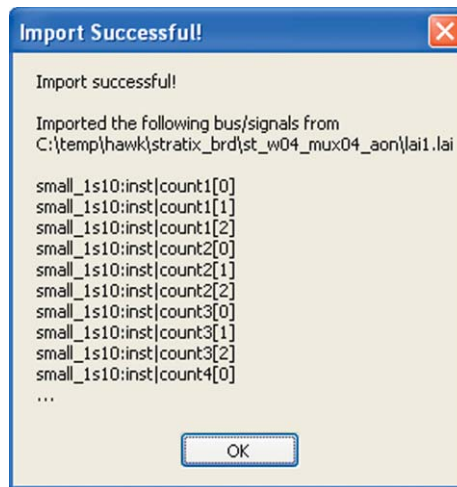 Import Successful!
Import successful!
Imported the following bus/signals from
C:\temp\hawk\stratix_brd\st_w04_mux04_aon\lai1.lai
small_1s10:inst|count1[0]
small_1s10:inst|count1[1]
small_1s10:inst|count1[2]
small_1s10:inst|count2[0]
small_1s10:inst|count2[1]
small_1s10:inst|count2[2]
small_1s10:inst|count3[0]
small_1s10:inst|count3[1]
small_1s10:inst|count3[2]
small_1s10:inst|count4[0]
...
OK